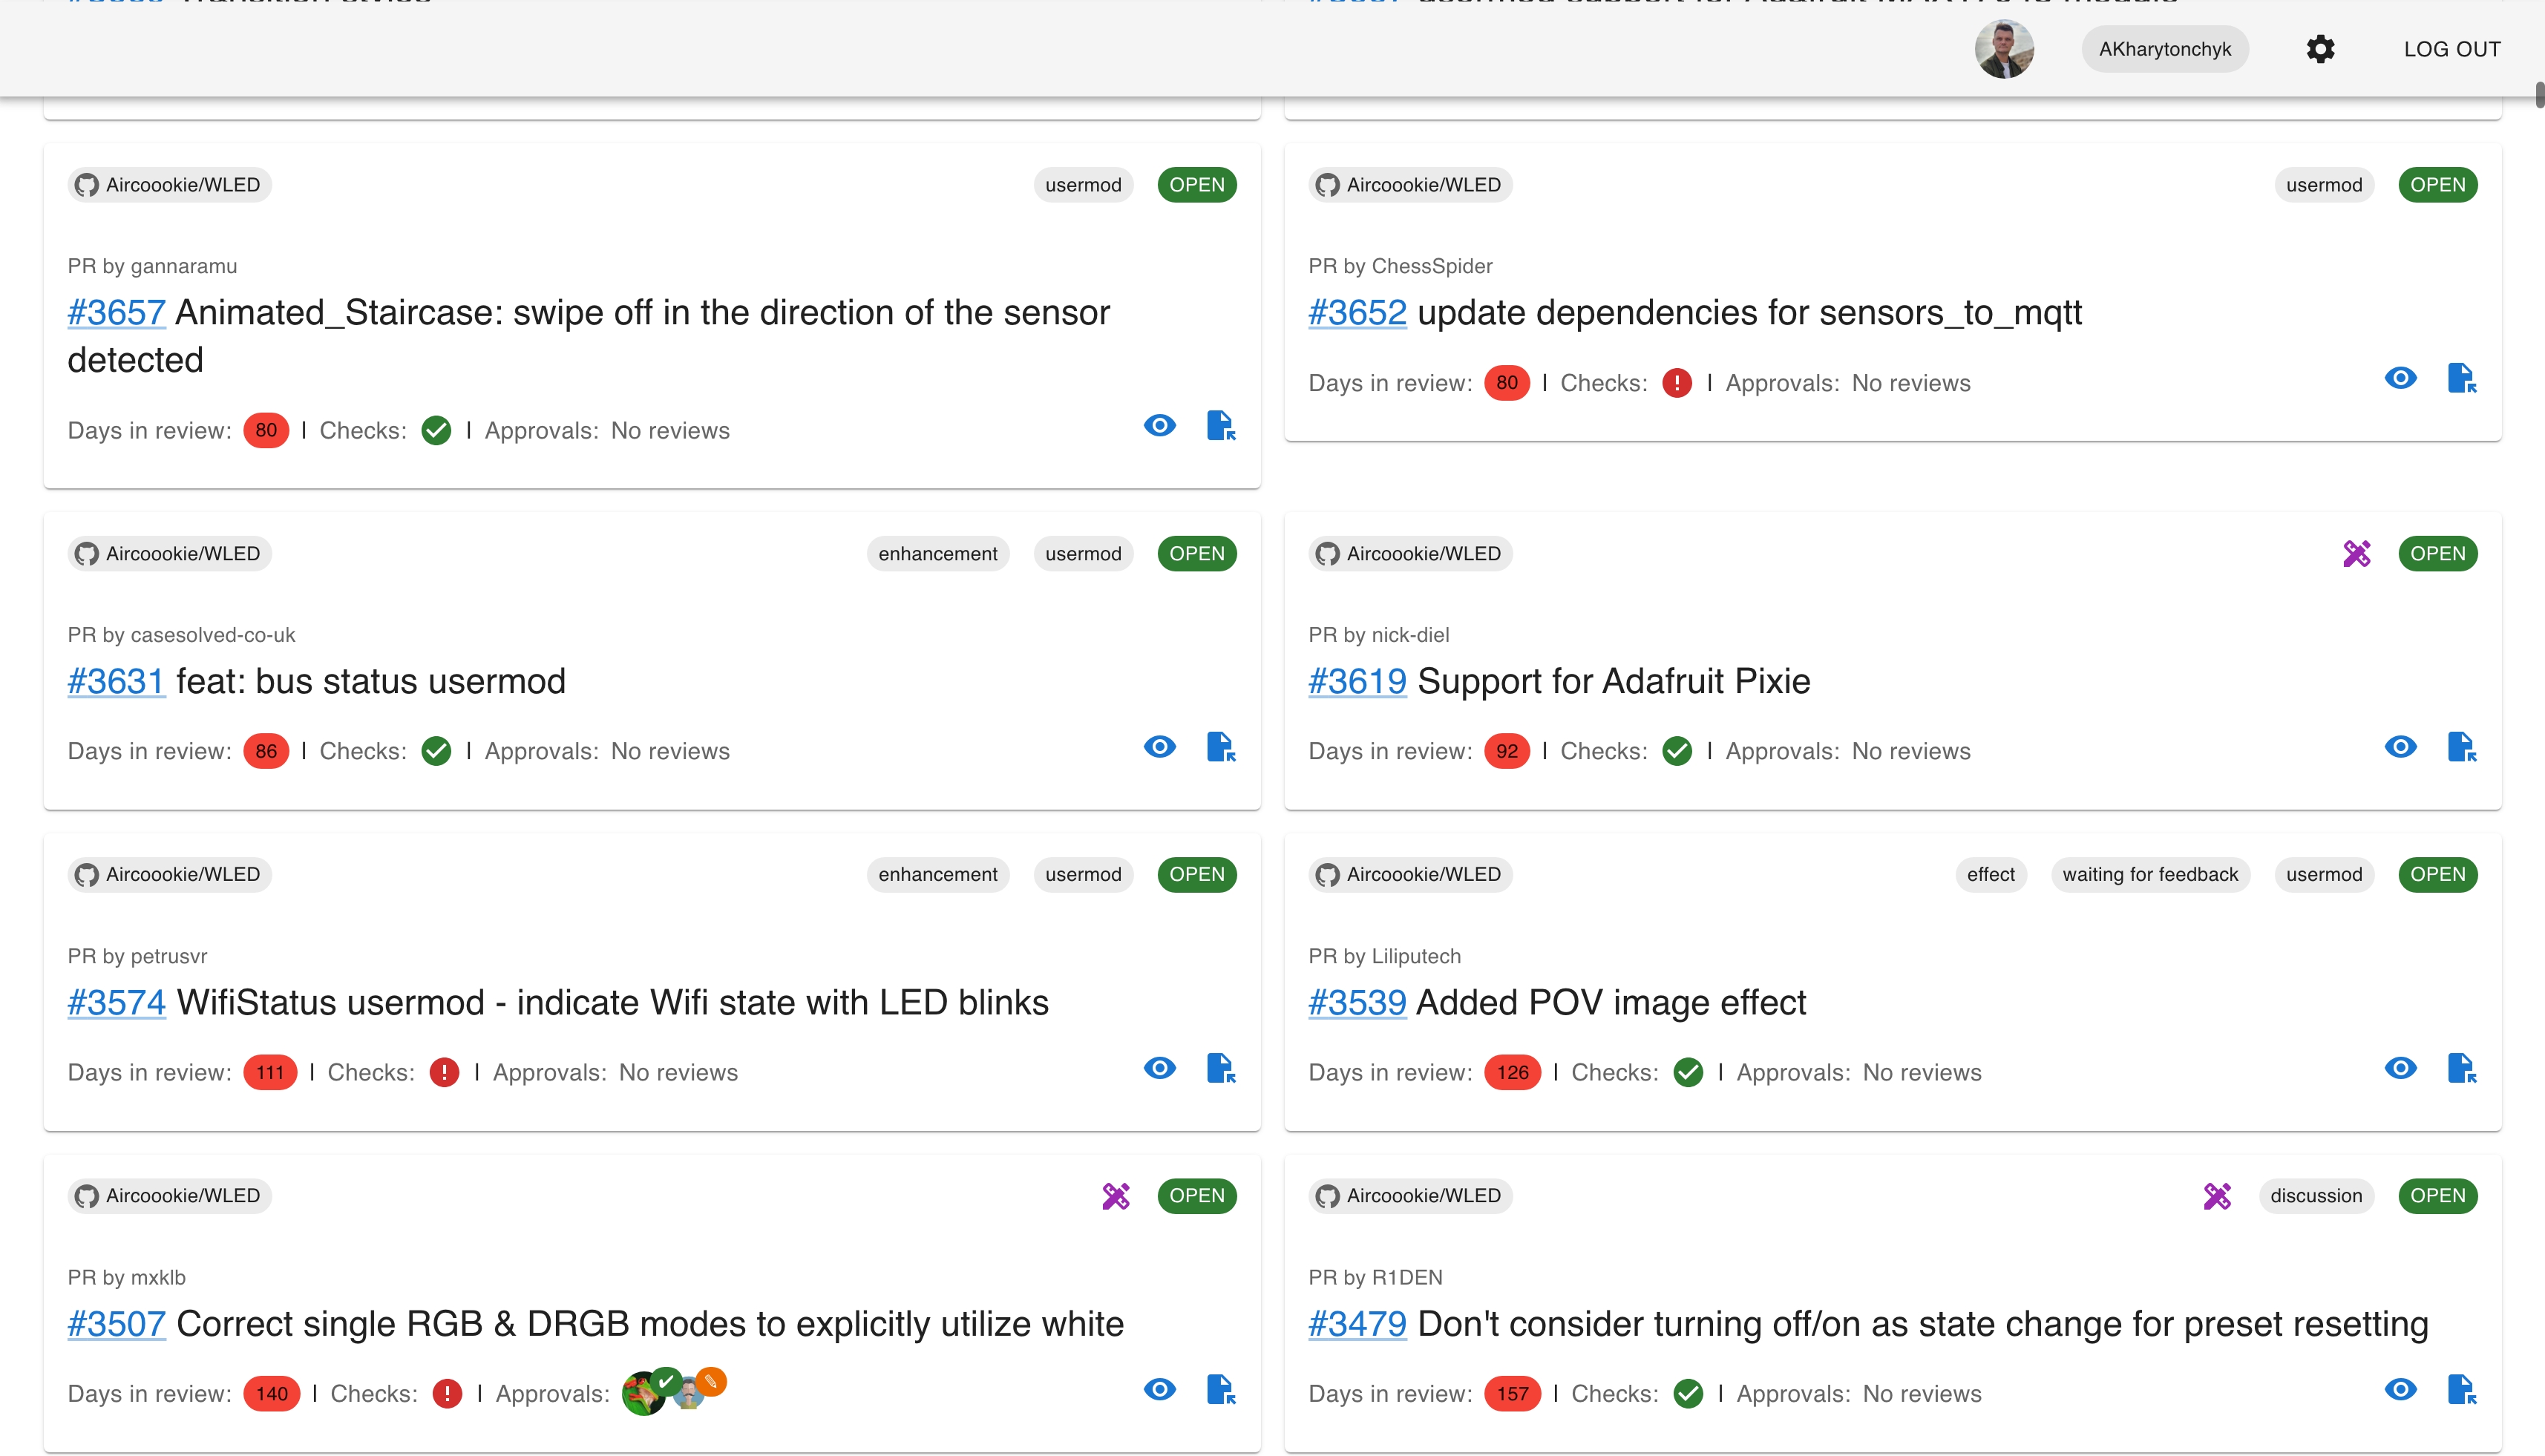 AKharytonchyk
LOG OUT
Aircoookie/WLED
usermod
OPEN
PR by gannaramu
#3657 Animated_Staircase: swipe off in the direction of the sensor
detected
Days in review: 80 | Checks: | Approvals: No reviews
Aircoookie/WLED
usermod
OPEN
PR by ChessSpider
#3652 update dependencies for sensors_to_mqtt
Days in review: 80 | Checks: | Approvals: No reviews
Aircoookie/WLED
enhancement
usermod
OPEN
PR by casesolved-co-uk
#3631 feat: bus status usermod
Days in review: 86 | Checks: | Approvals: No reviews
Aircoookie/WLED
OPEN
PR by nick-diel
#3619 Support for Adafruit Pixie
Days in review: 92 | Checks: | Approvals: No reviews
Aircoookie/WLED
enhancement
usermod
OPEN
PR by petrusvr
#3574 WifiStatus usermod - indicate Wifi state with LED blinks
Days in review: 111 | Checks: | Approvals: No reviews
Aircoookie/WLED
effect
waiting for feedback
usermod
OPEN
PR by Liliputech
#3539 Added POV image effect
Days in review: 126 | Checks: | Approvals: No reviews
Aircoookie/WLED
OPEN
PR by mxklb
#3507 Correct single RGB & DRGB modes to explicitly utilize white
Days in review: 140 | Checks: | Approvals:
Aircoookie/WLED
discussion
OPEN
PR by R1DEN
#3479 Don't consider turning off/on as state change for preset resetting
Days in review: 157 | Checks: | Approvals: No reviews